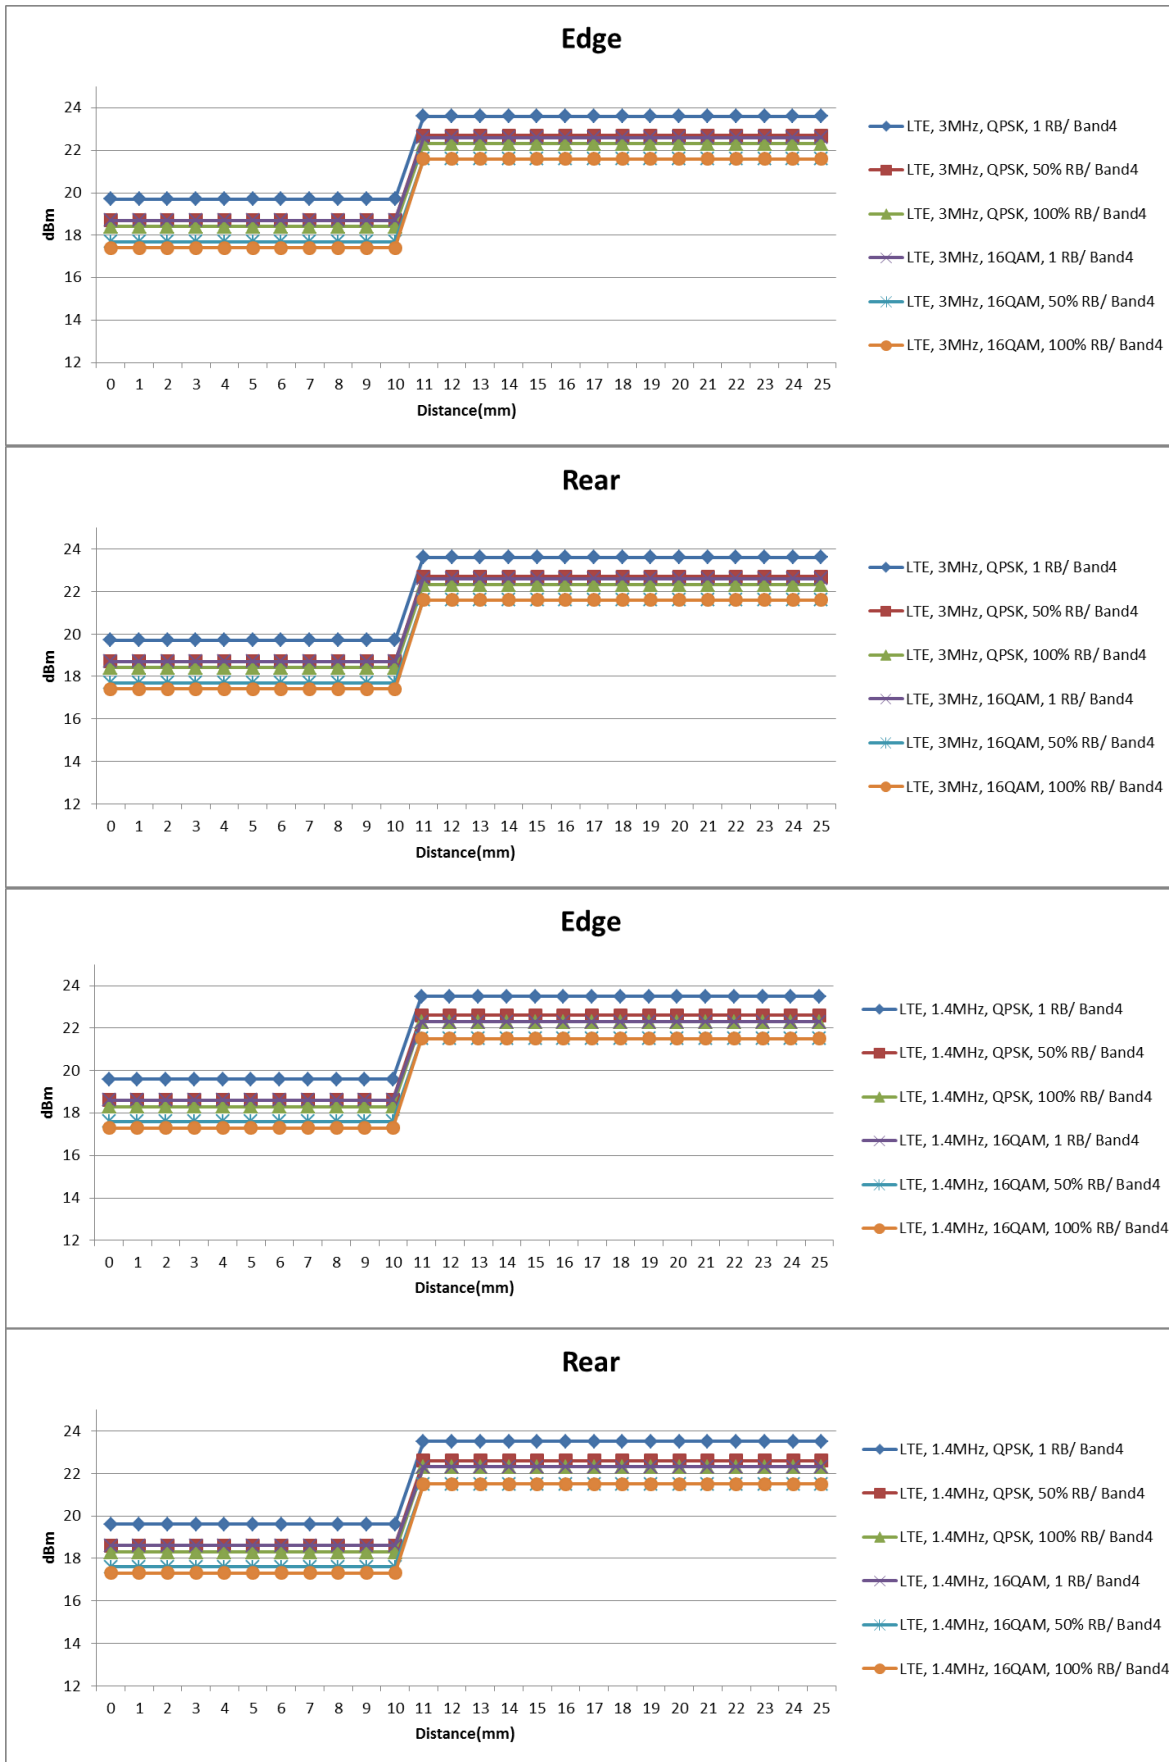 Edge
24
22
20
18
16
14
12
dBm
0 1 2 3 4 5 6 7 8 9 10 11 12 13 14 15 16 17 18 19 20 21 22 23 24 25
Distance(mm)
LTE, 3MHz, QPSK, 1 RB/ Band4
LTE, 3MHz, QPSK, 50% RB/ Band4
LTE, 3MHz, QPSK, 100% RB/ Band4
LTE, 3MHz, 16QAM, 1 RB/ Band4
LTE, 3MHz, 16QAM, 50% RB/ Band4
LTE, 3MHz, 16QAM, 100% RB/ Band4
Rear
24
22
20
18
16
14
12
dBm
0 1 2 3 4 5 6 7 8 9 10 11 12 13 14 15 16 17 18 19 20 21 22 23 24 25
Distance(mm)
LTE, 3MHz, QPSK, 1 RB/ Band4
LTE, 3MHz, QPSK, 50% RB/ Band4
LTE, 3MHz, QPSK, 100% RB/ Band4
LTE, 3MHz, 16QAM, 1 RB/ Band4
LTE, 3MHz, 16QAM, 50% RB/ Band4
LTE, 3MHz, 16QAM, 100% RB/ Band4
Edge
24
22
20
18
16
14
12
dBm
0 1 2 3 4 5 6 7 8 9 10 11 12 13 14 15 16 17 18 19 20 21 22 23 24 25
Distance(mm)
LTE, 1.4MHz, QPSK, 1 RB/ Band4
LTE, 1.4MHz, QPSK, 50% RB/ Band4
LTE, 1.4MHz, QPSK, 100% RB/ Band4
LTE, 1.4MHz, 16QAM, 1 RB/ Band4
LTE, 1.4MHz, 16QAM, 50% RB/ Band4
LTE, 1.4MHz, 16QAM, 100% RB/ Band4
Rear
24
22
20
18
16
14
12
dBm
0 1 2 3 4 5 6 7 8 9 10 11 12 13 14 15 16 17 18 19 20 21 22 23 24 25
Distance(mm)
LTE, 1.4MHz, QPSK, 1 RB/ Band4
LTE, 1.4MHz, QPSK, 50% RB/ Band4
LTE, 1.4MHz, QPSK, 100% RB/ Band4
LTE, 1.4MHz, 16QAM, 1 RB/ Band4
LTE, 1.4MHz, 16QAM, 50% RB/ Band4
LTE, 1.4MHz, 16QAM, 100% RB/ Band4